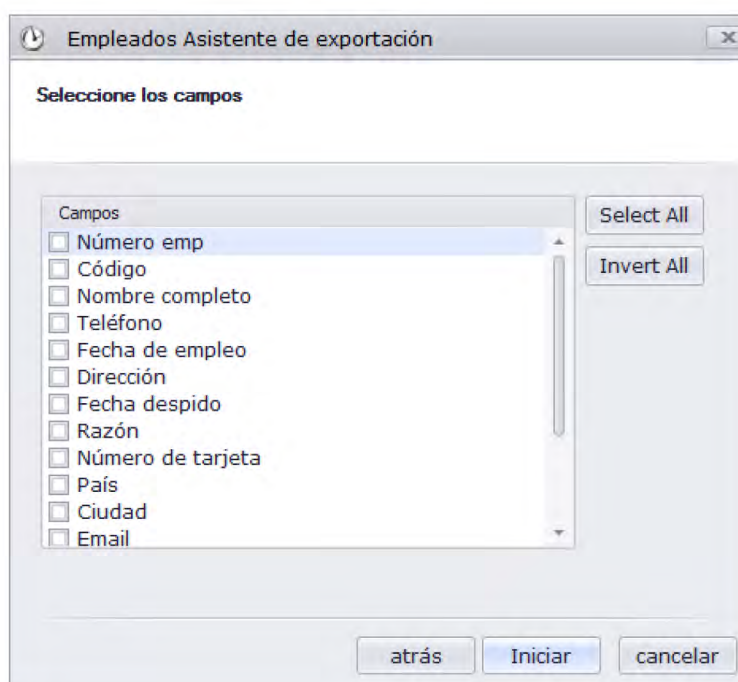 Empleados Asistente de exportación
Seleccione los campos
Campos
Número emp
Código
Nombre completo
Teléfono
Fecha de empleo
Dirección
Fecha despido
Razón
Número de tarjeta
País
Ciudad
Email
Select All
Invert All
atrás
Iniciar
cancelar